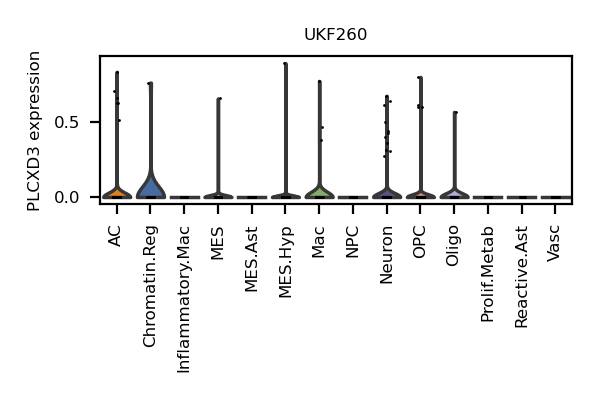 UKF260
PLCXD3 expression
0.5
0.0
AC
Chromatin.Reg
Inflammatory.Mac
MES
MES.Ast
MES.Hyp
Mac
NPC
Neuron
OPC
Oligo
Prolif.Metab
Reactive.Ast
Vasc